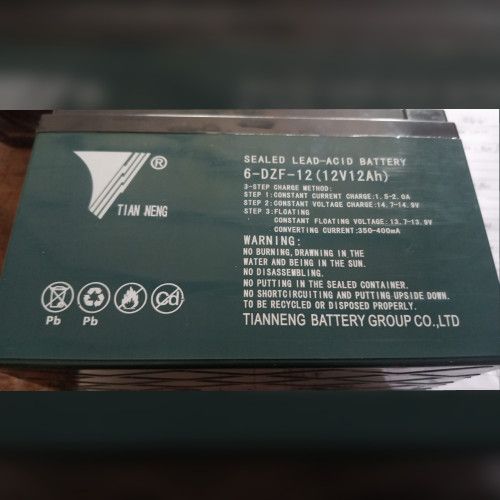 ®
TIAN NENG
SEALED LEAD-ACID BATTERY
6-DZF-12(12V12Ah)
3-STEP CHARGE METHOD:
STEP 1:CONSTANT CURRENT CHARGE:1.5-2.0A
STEP 2:CONSTANT VOLTAGE CHARGE:14.7-14.9V
STEP 3:FLOATING
CONSTANT FLOATING VOLTAGE:13.7-13.9V
CONVERTING CURRENT:350-400mA
WARNING:
NO BURNING,DRAWNING IN THE
WATER AND BEING IN THE SUN.
NO DISASSEMBLING.
NO PUTTING IN THE SEALED CONTAINER.
NO SHORTCIRCUITING AND PUTTING UPSIDE DOWN.
TO BE RECYCLED OR DISPOSED PROPERLY.
TIANNENG BATTERY GROUP CO.,LTD
Cd
Pb Pb